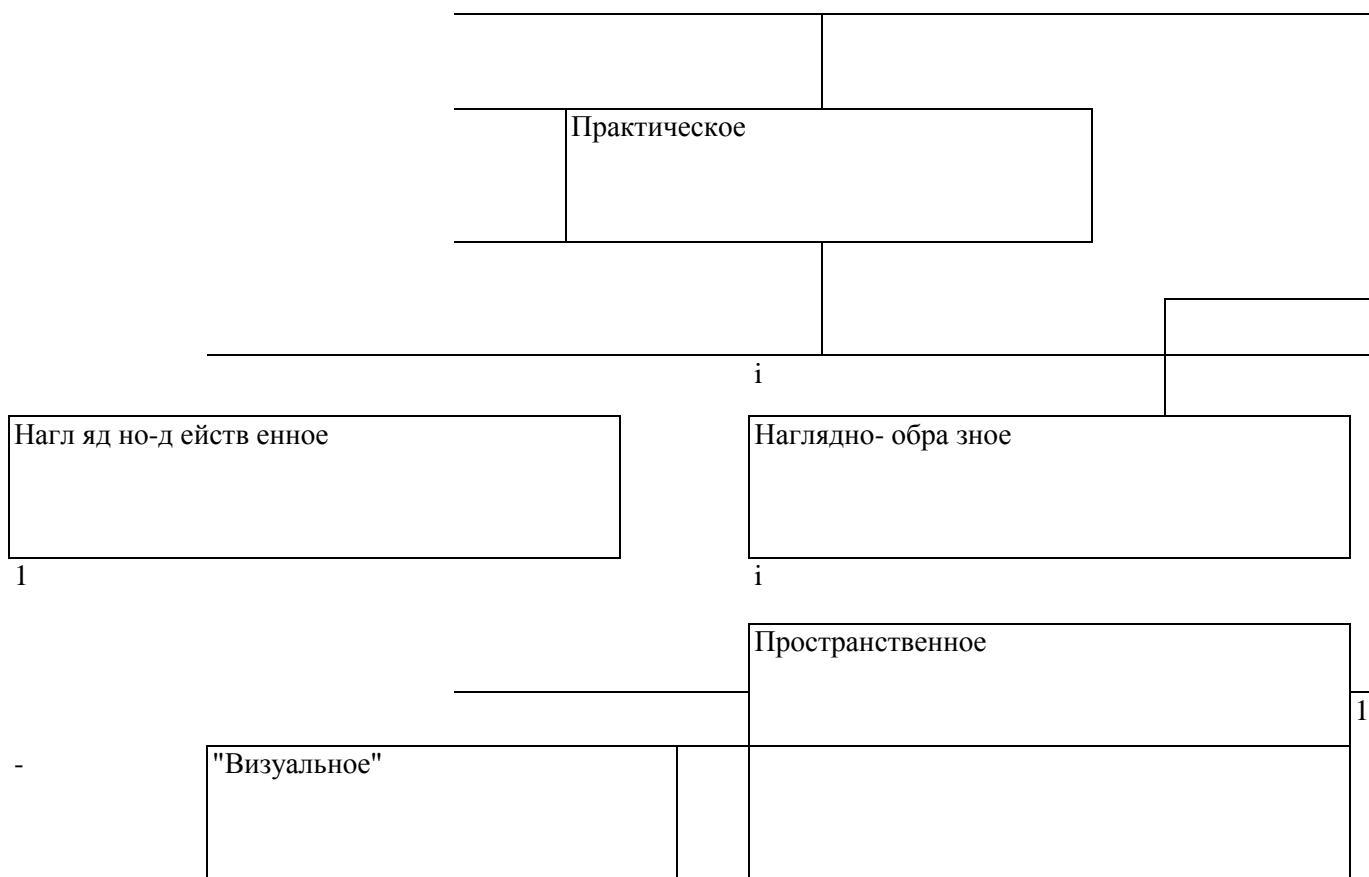 Практическое
i
Нагл яд но-д ейств енное
Наглядно- обра зное
1
i
Пространственное
1
-
"Визуальное"